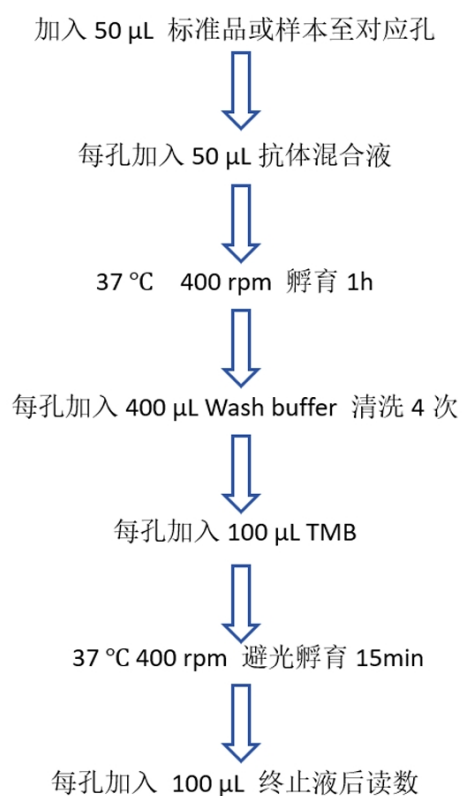 加入 50 μL 标准品或样本至对应孔
每孔加入 50 μL 抗体混合液
37 ℃ 400 rpm 孵育 1h
每孔加入 400 μL Wash buffer 清洗 4 次
每孔加入 100 μL TMB
37 ℃ 400 rpm 避光孵育 15min
每孔加入 100 μL 终止液后读数